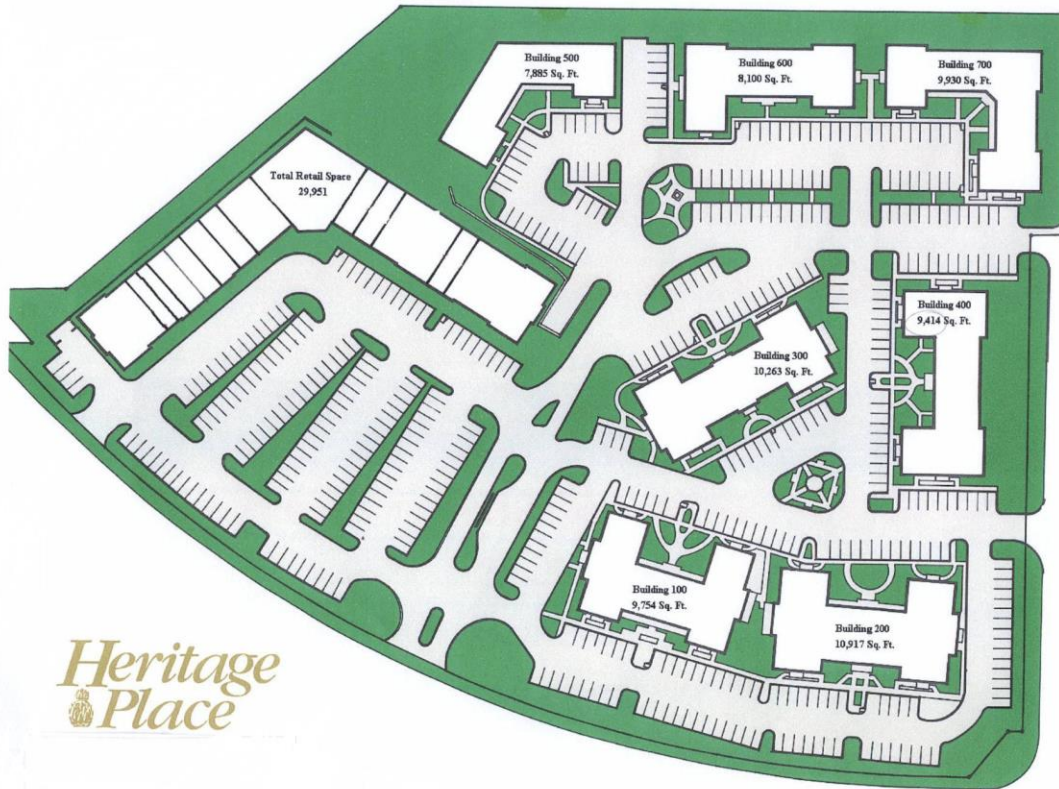 Building 500
7,885 Sq. Ft.
Building 600
8,100 Sq. Ft.
Building 700
9,930 Sq. Ft.
Total Retail Space
29,951
Building 400
9,414 Sq. Ft.
Building 300
10,263 Sq. Ft.
Building 100
9,754 Sq. Ft.
Building 200
10,917 Sq. Ft.
Heritage
Place